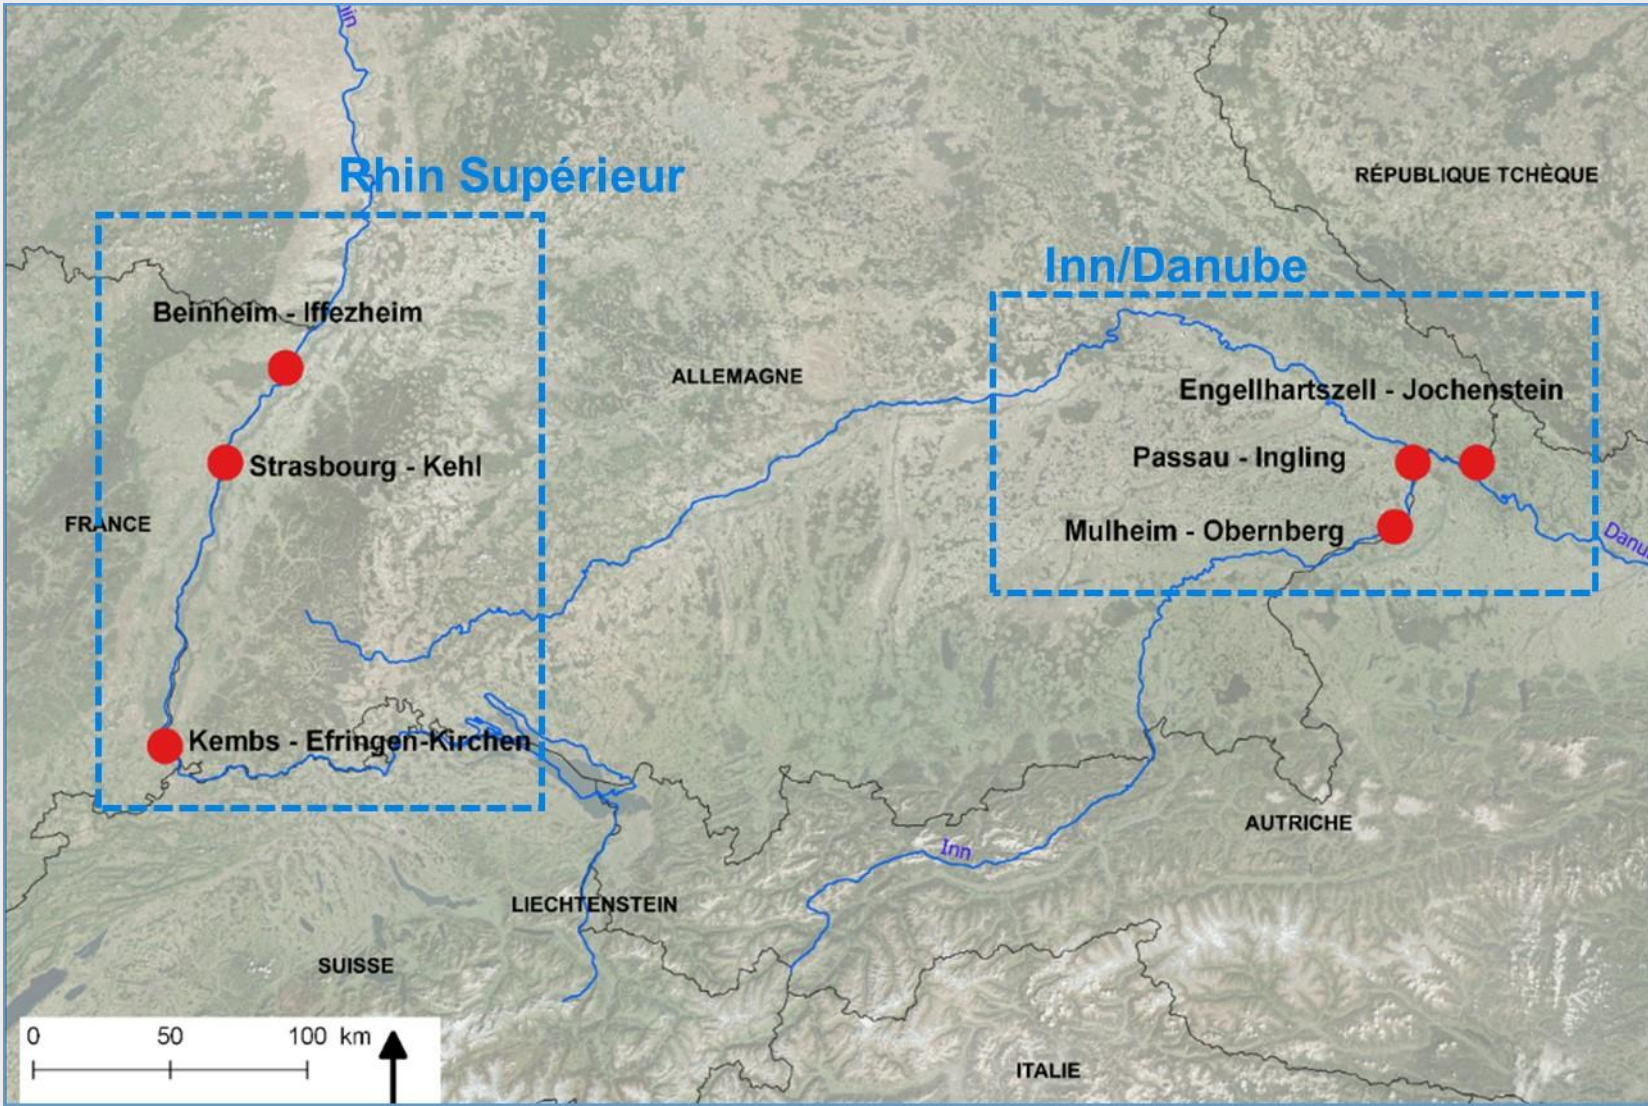 Rhin Supérieur
RÉPUBLIQUE TCHÈQUE
Inn/Danube
Beinheim - Iffezheim
ALLEMAGNE
Engellhartszell - Jochenstein
Passau - Ingling
Strasbourg - Kehl
FRANCE
Mulheim - Obernberg
Danu
Kembs - Efringen-Kirchen
AUTRICHE
Inn
LIECHTENSTEIN
SUISSE
0 50 100 km
ITALIE